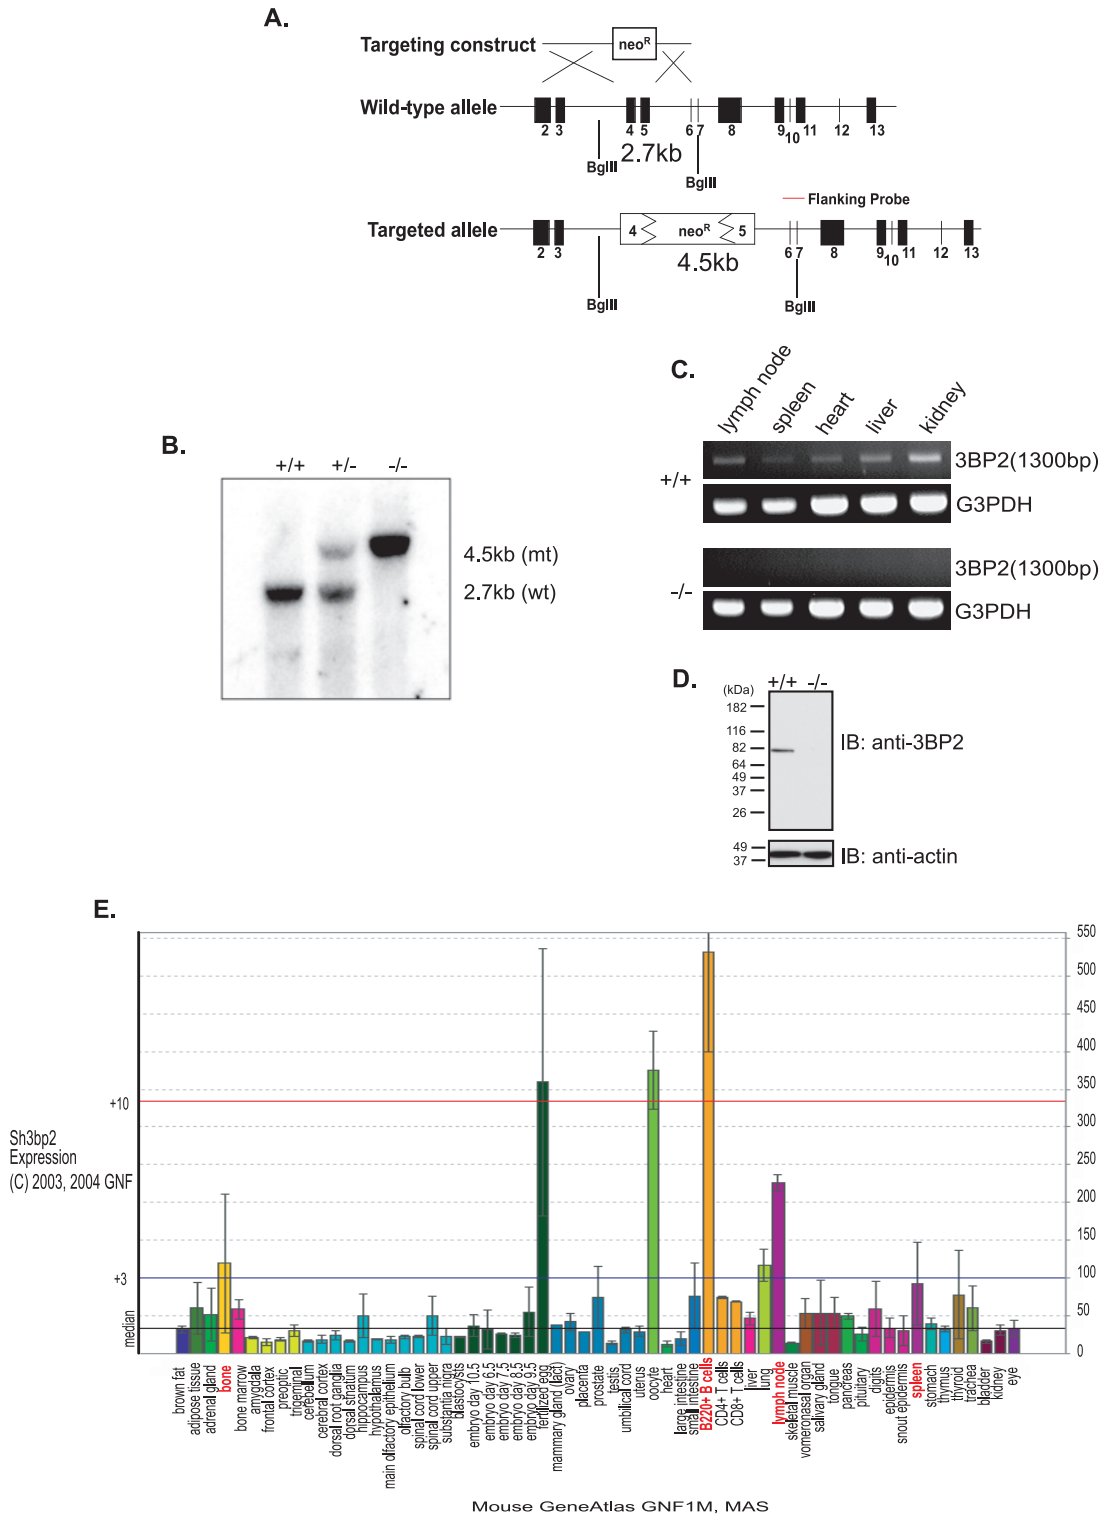 A.
Targeting construct
neoR
Wild-type allele
2 3 4 5 6 7 8 9 10 11 12 13
2.7kb
BglII
BglII
Flanking Probe
Targeted allele
4 neoR 5
2 3 6 7 8 9 10 11 12 13
4.5kb
BglII
BglII
B.
+/+ +/- -/-
4.5kb (mt)
2.7kb (wt)
C.
lymph node
spleen
heart
liver
kidney
+/+
3BP2(1300bp)
G3PDH
-/-
3BP2(1300bp)
G3PDH
D.
+/+ -/-
(kDa)
182
116
82
64
49
37
26
IB: anti-3BP2
49
37
IB: anti-actin
E.
Sh3bp2
Expression
(C) 2003, 2004 GNF
+10
+3
median
550
500
450
400
350
300
250
200
150
100
50
0
brown fat
adipose tissue
adrenal gland
bone
bone marrow
amygdala
frontal cortex
preoptic
trigeminal
cerebellum
cerebral cortex
dorsal root ganglia
dorsal striatum
hippocampus
hypothalamus
main olfactory epithelium
olfactory bulb
spinal cord lower
spinal cord upper
substantia nigra
blastocysts
embryo day 10.5
embryo day 6.5
embryo day 7.5
embryo day 8.5
embryo day 9.5
fertilized egg
mammary gland (lact)
ovary
placenta
prostate
testis
umbilical cord
uterus
oocyte
heart
large intestine
small intestine
B220+ B cells
CD4+ T cells
CD8+ T cells
liver
lung
lymph node
skeletal muscle
vomeronasal organ
salivary gland
tongue
pancreas
pituitary
digits
epidermis
snout epidermis
spleen
stomach
thymus
thyroid
trachea
bladder
kidney
eye
Mouse GeneAtlas GNF1M, MAS